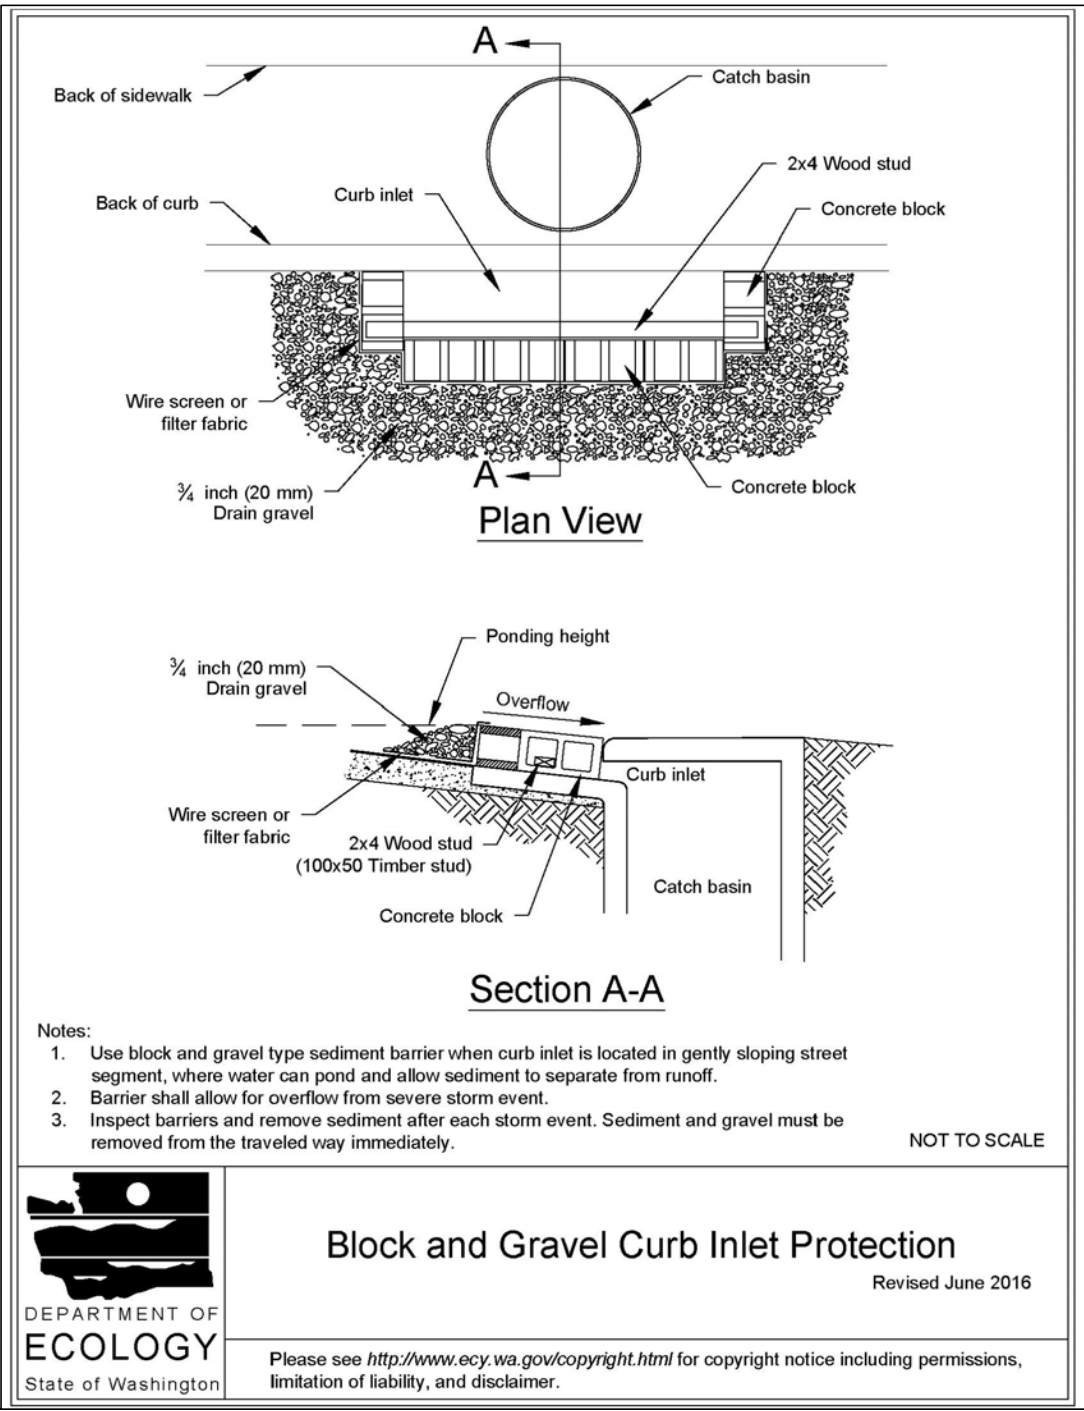 A
Back of sidewalk
Catch basin
2x4 Wood stud
Back of curb
Curb inlet
Concrete block
Wire screen or
filter fabric
A
Concrete block
¾ inch (20 mm)
Drain gravel
Plan View
Ponding height
¾ inch (20 mm)
Drain gravel
Overflow
Curb inlet
Wire screen or
filter fabric
2x4 Wood stud
(100x50 Timber stud)
Catch basin
Concrete block
Section A-A
Notes:
1. Use block and gravel type sediment barrier when curb inlet is located in gently sloping street
segment, where water can pond and allow sediment to separate from runoff.
2. Barrier shall allow for overflow from severe storm event.
3. Inspect barriers and remove sediment after each storm event. Sediment and gravel must be
removed from the traveled way immediately.
NOT TO SCALE
Block and Gravel Curb Inlet Protection
Revised June 2016
DEPARTMENT OF
ECOLOGY
State of Washington
Please see http://www.ecy.wa.gov/copyright.html for copyright notice including permissions,
limitation of liability, and disclaimer.